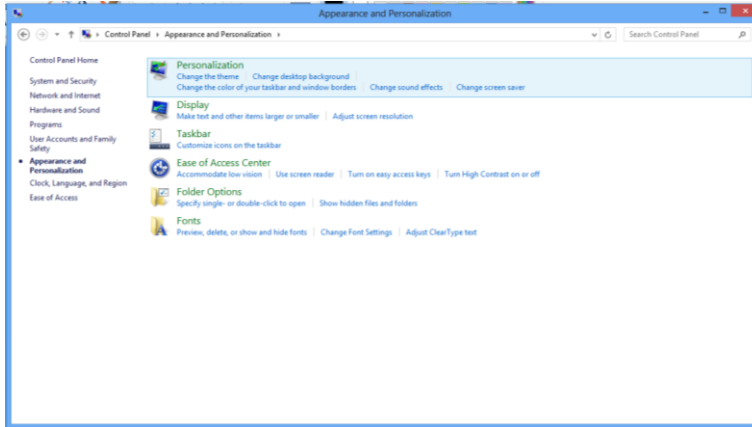 Appearance and Personalization
Control Panel Appearance and Personalization
Search Control Panel
Control Panel Home
System and Security
Network and Internet
Hardware and Sound
Programs
User Accounts and Family
Safety
Appearance and
Personalization
Clock, Language, and Region
Ease of Access
Personalization
Change the theme Change desktop background
Change the color of your taskbar and window borders Change sound effects Change screen saver
Display
Make text and other items larger or smaller Adjust screen resolution
Taskbar
Customize icons on the taskbar
Ease of Access Center
Accommodate low vision Use screen reader Turn on easy access keys Turn High Contrast on or off
Folder Options
Specify single- or double-click to open Show hidden files and folders
Fonts
Preview, delete, or show and hide fonts Change Font Settings Adjust ClearType text